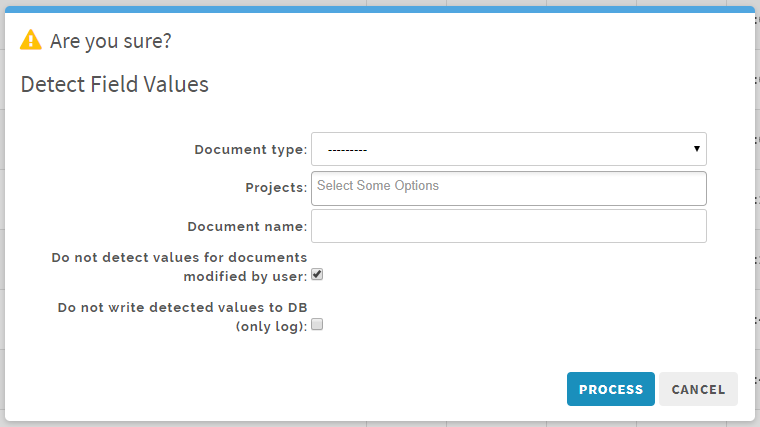 Are you sure?
Detect Field Values
Document type:
---------
Projects:
Select Some Options
Document name:
Do not detect values for documents
modified by user:
Do not write detected values to DB
(only log):
PROCESS
CANCEL